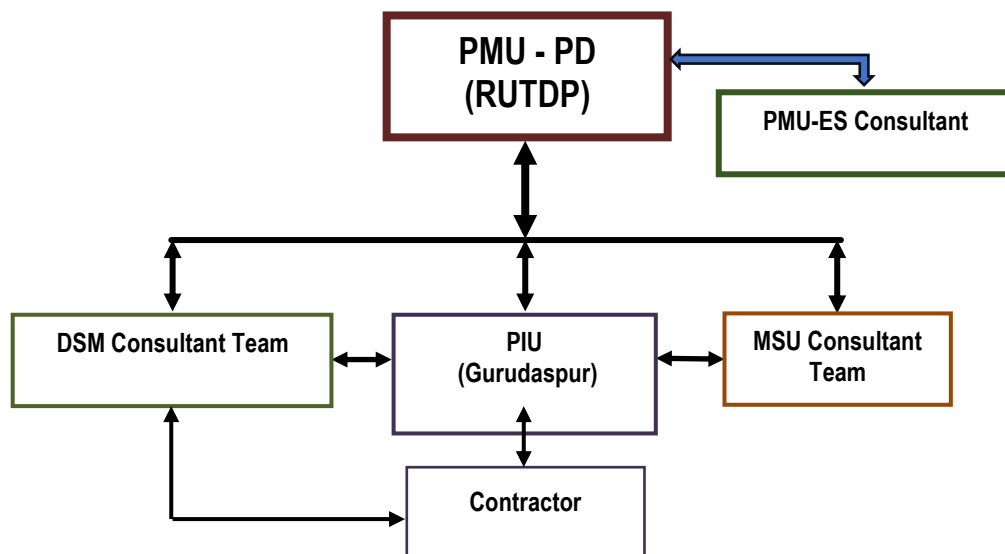 PMU - PD
(RUTDP)
PMU-ES Consultant
DSM Consultant Team
PIU
(Gurudaspur)
MSU Consultant
Team
Contractor